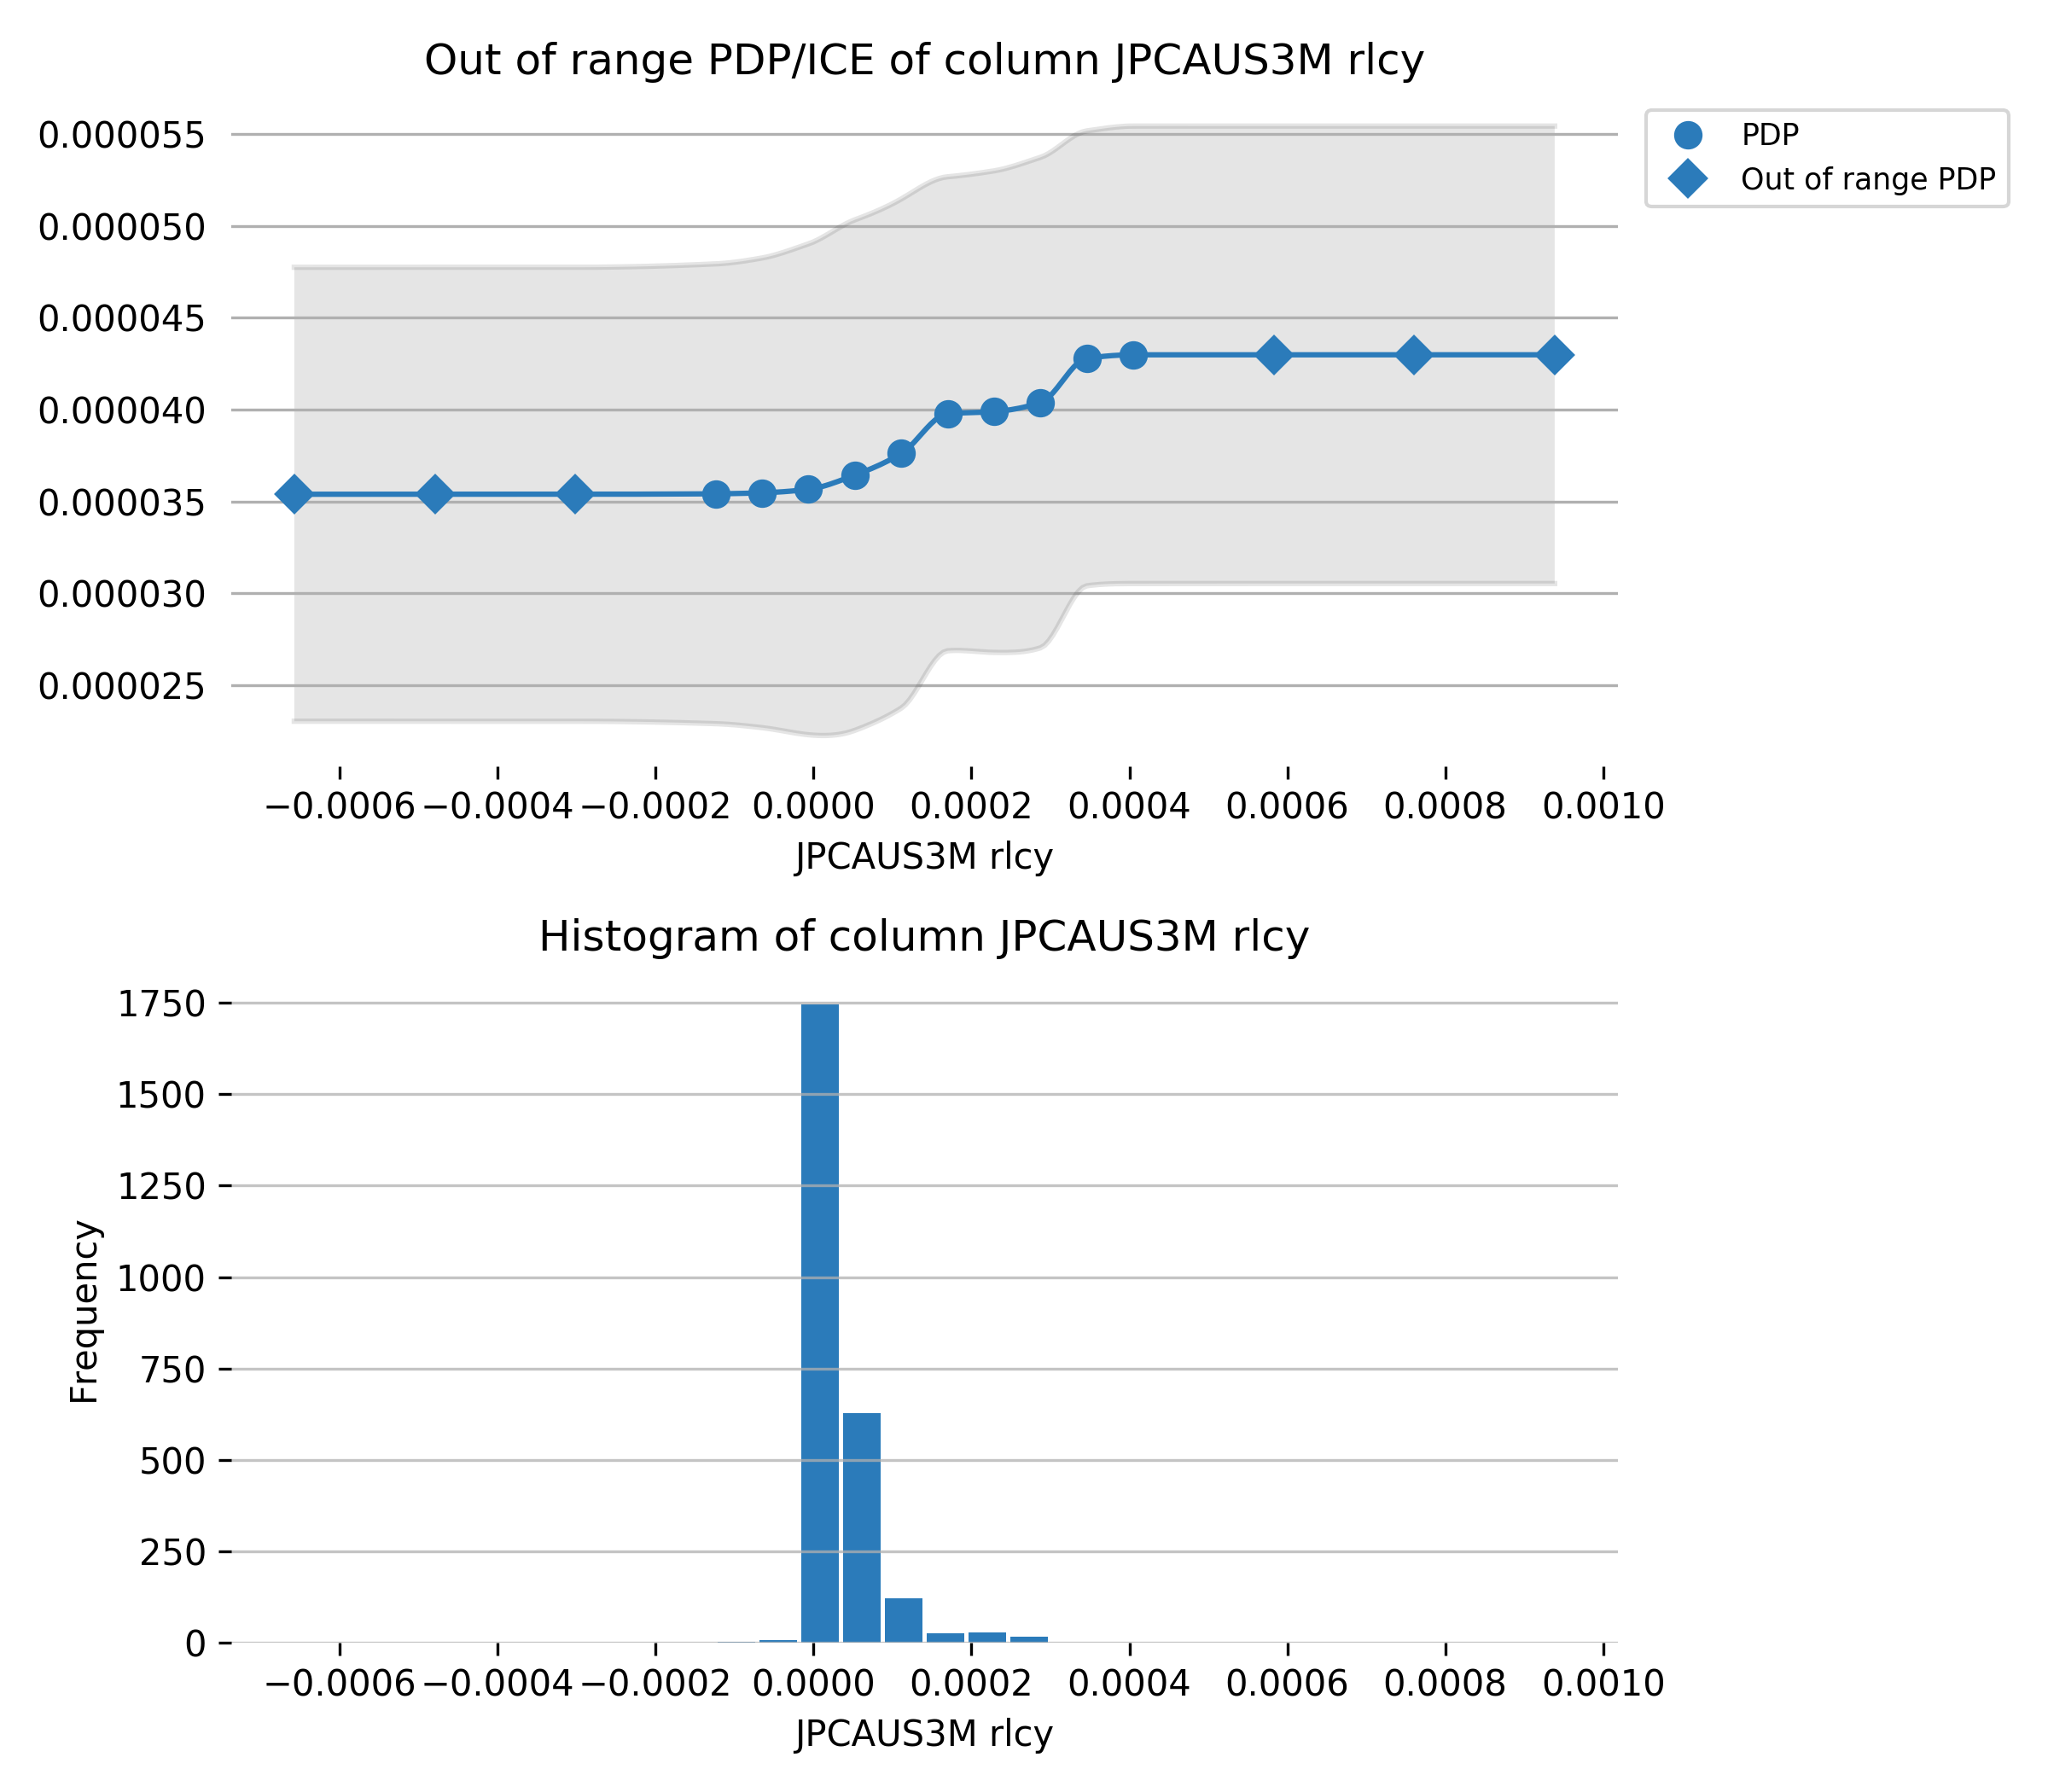 Out of range PDP/ICE of column JPCAUS3M rlcy
0.000055
0.000050
0.000045
0.000040
0.000035
0.000030
0.000025
PDP
Out of range PDP
−0.0006 −0.0004 −0.0002 0.0000 0.0002 0.0004 0.0006 0.0008 0.0010
JPCAUS3M rlcy
Histogram of column JPCAUS3M rlcy
1750
1500
1250
1000
750
500
250
0
Frequency
−0.0006 −0.0004 −0.0002 0.0000 0.0002 0.0004 0.0006 0.0008 0.0010
JPCAUS3M rlcy